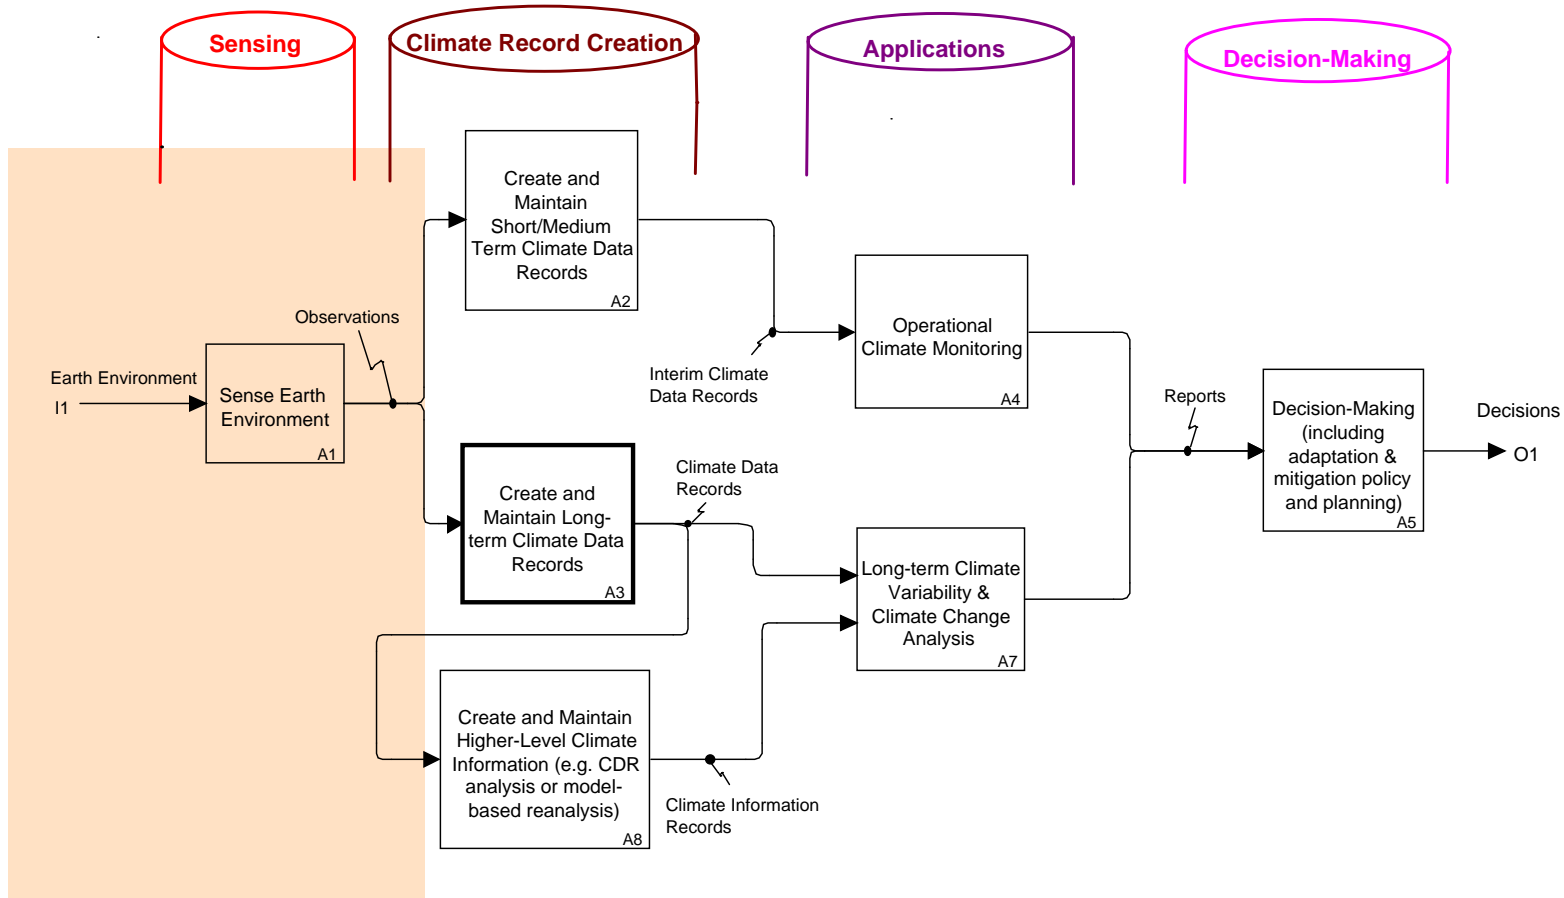 Sensing
Climate Record Creation
Applications
Decision-Making
Create and
Maintain
Short/Medium
Term Climate Data
Records
A2
Observations
Earth Environment
I1
Sense Earth
Environment
A1
Interim Climate
Data Records
Operational
Climate Monitoring
A4
Reports
Decision-Making
(including
adaptation &
mitigation policy
and planning)
A5
Decisions
O1
Create and
Maintain Long-
term Climate Data
Records
A3
Climate Data
Records
Long-term Climate
Variability &
Climate Change
Analysis
A7
Create and Maintain
Higher-Level Climate
Information (e.g. CDR
analysis or model-
based reanalysis)
A8
Climate Information
Records